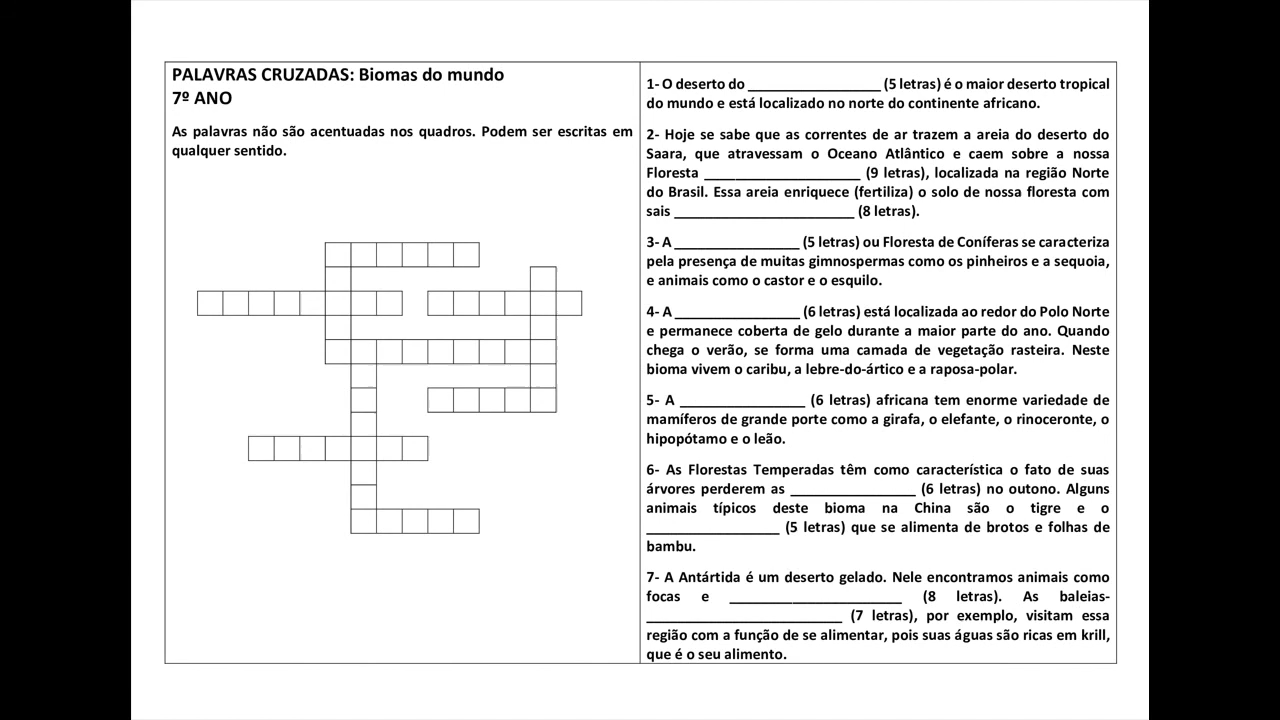 PALAVRAS CRUZADAS: Biomas do mundo
7º ANO
As palavras não são acentuadas nos quadros. Podem ser escritas em
qualquer sentido.
1- O deserto do _________________ (5 letras) é o maior deserto tropical
do mundo e está localizado no norte do continente africano.
2- Hoje se sabe que as correntes de ar trazem a areia do deserto do
Saara, que atravessam o Oceano Atlântico e caem sobre a nossa
Floresta ____________________ (9 letras), localizada na região Norte
do Brasil. Essa areia enriquece (fertiliza) o solo de nossa floresta com
sais _______________________ (8 letras).
3- A ________________ (5 letras) ou Floresta de Coníferas se caracteriza
pela presença de muitas gimnospermas como os pinheiros e a sequoia,
e animais como o castor e o esquilo.
4- A ________________ (6 letras) está localizada ao redor do Polo Norte
e permanece coberta de gelo durante a maior parte do ano. Quando
chega o verão, se forma uma camada de vegetação rasteira. Neste
bioma vivem o caribu, a lebre-do-ártico e a raposa-polar.
5- A ________________ (6 letras) africana tem enorme variedade de
mamíferos de grande porte como a girafa, o elefante, o rinoceronte, o
hipopótamo e o leão.
6- As Florestas Temperadas têm como característica o fato de suas
árvores perderem as ________________ (6 letras) no outono. Alguns
animais típicos deste bioma na China são o tigre e o
_________________ (5 letras) que se alimenta de brotos e folhas de
bambu.
7- A Antártida é um deserto gelado. Nele encontramos animais como
focas e ______________________ (8 letras). As baleias-
_________________________ (7 letras), por exemplo, visitam essa
região com a função de se alimentar, pois suas águas são ricas em krill,
que é o seu alimento.